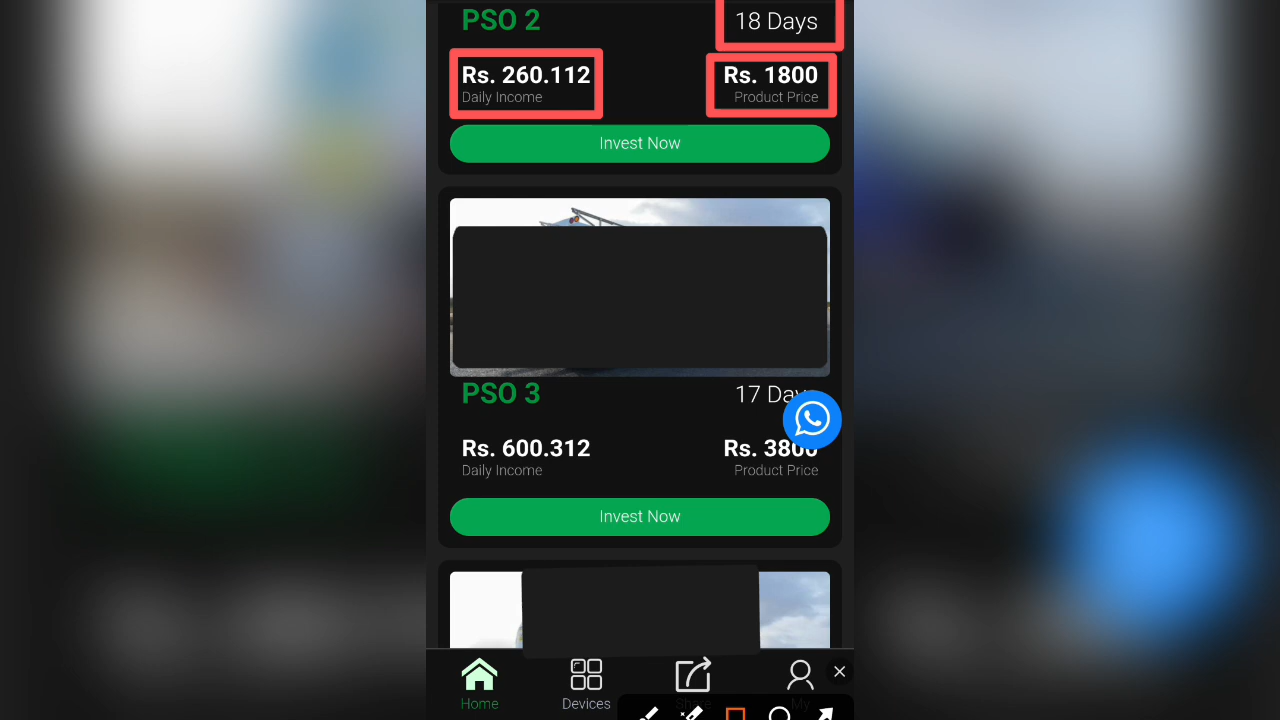 PSO 2
18 Days
Rs. 260.112
Rs. 1800
Daily Income
Product Price
Invest Now
PSO 3
17 Day
Rs. 600.312
Rs. 3800
Daily Income
Product Price
Invest Now
Home
Devices